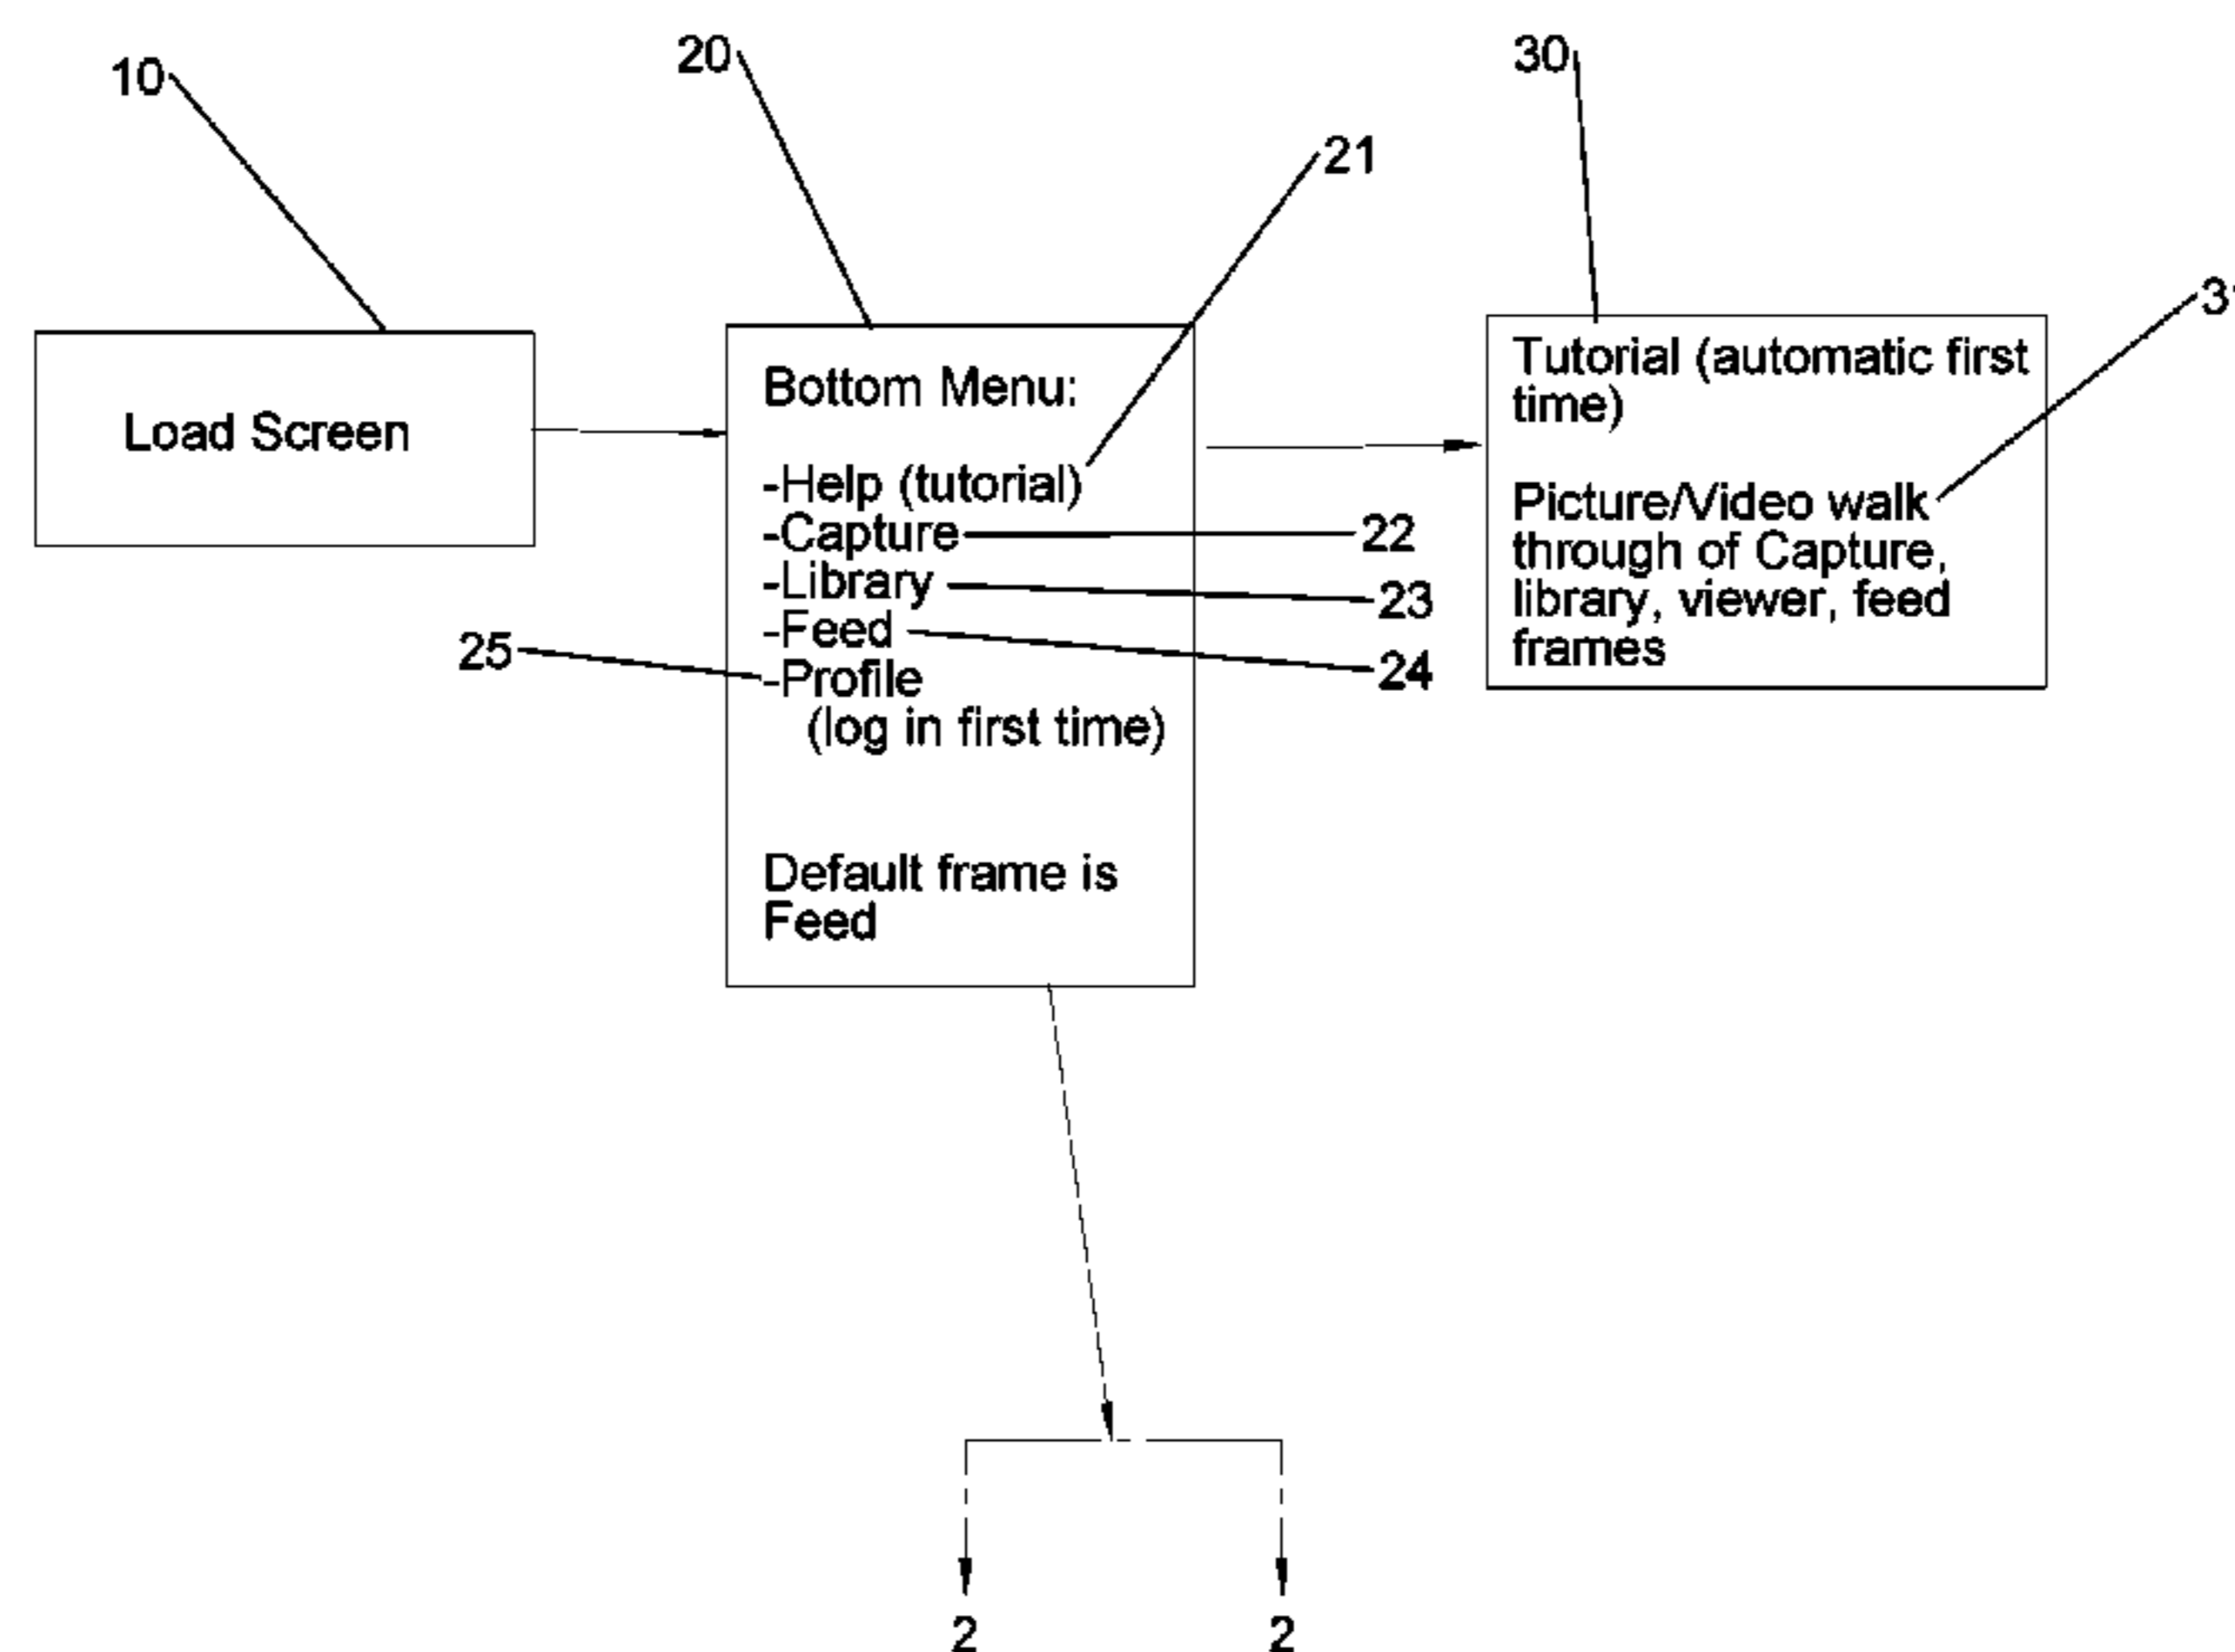 10
20
30
21
31
Load Screen
Bottom Menu:
-Help (tutorial)
-Capture
-Library
-Feed
-Profile
(log in first time)
Default frame is
Feed
22
23
24
25
Tutorial (automatic first
time)
Picture/Video walk
through of Capture,
library, viewer, feed
frames
2
2